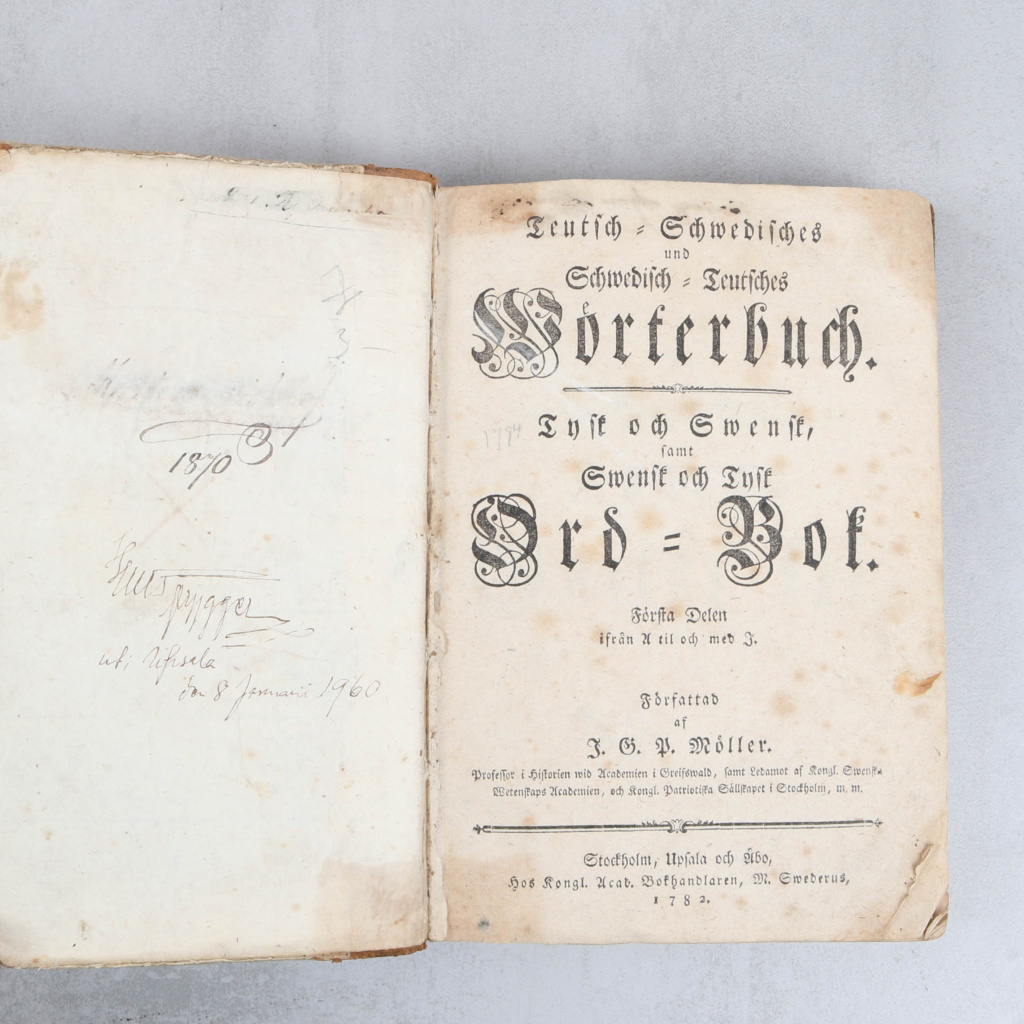 1870
Upsala
den 8 Januari 1960
Teutsch = Schwedisches
und
Schwedisch = Teutsches
Wörterbuch.
Tysk och Swensk,
samt
Swensk och Tysk
Ord = Bok.
Första Delen
ifrån A til och med J.
Författad
af
J. G. P. Möller.
Professor i Historien wid Academien i Greifswald, samt Ledamot af Kongl. Swenska
Wetenskaps Academien, och Kongl. Patriotiska Sällskapet i Stockholm, m. m.
Stockholm, Upsala och Åbo,
Hos Kongl. Acad. Bokhandlaren, M. Swederus,
1782.